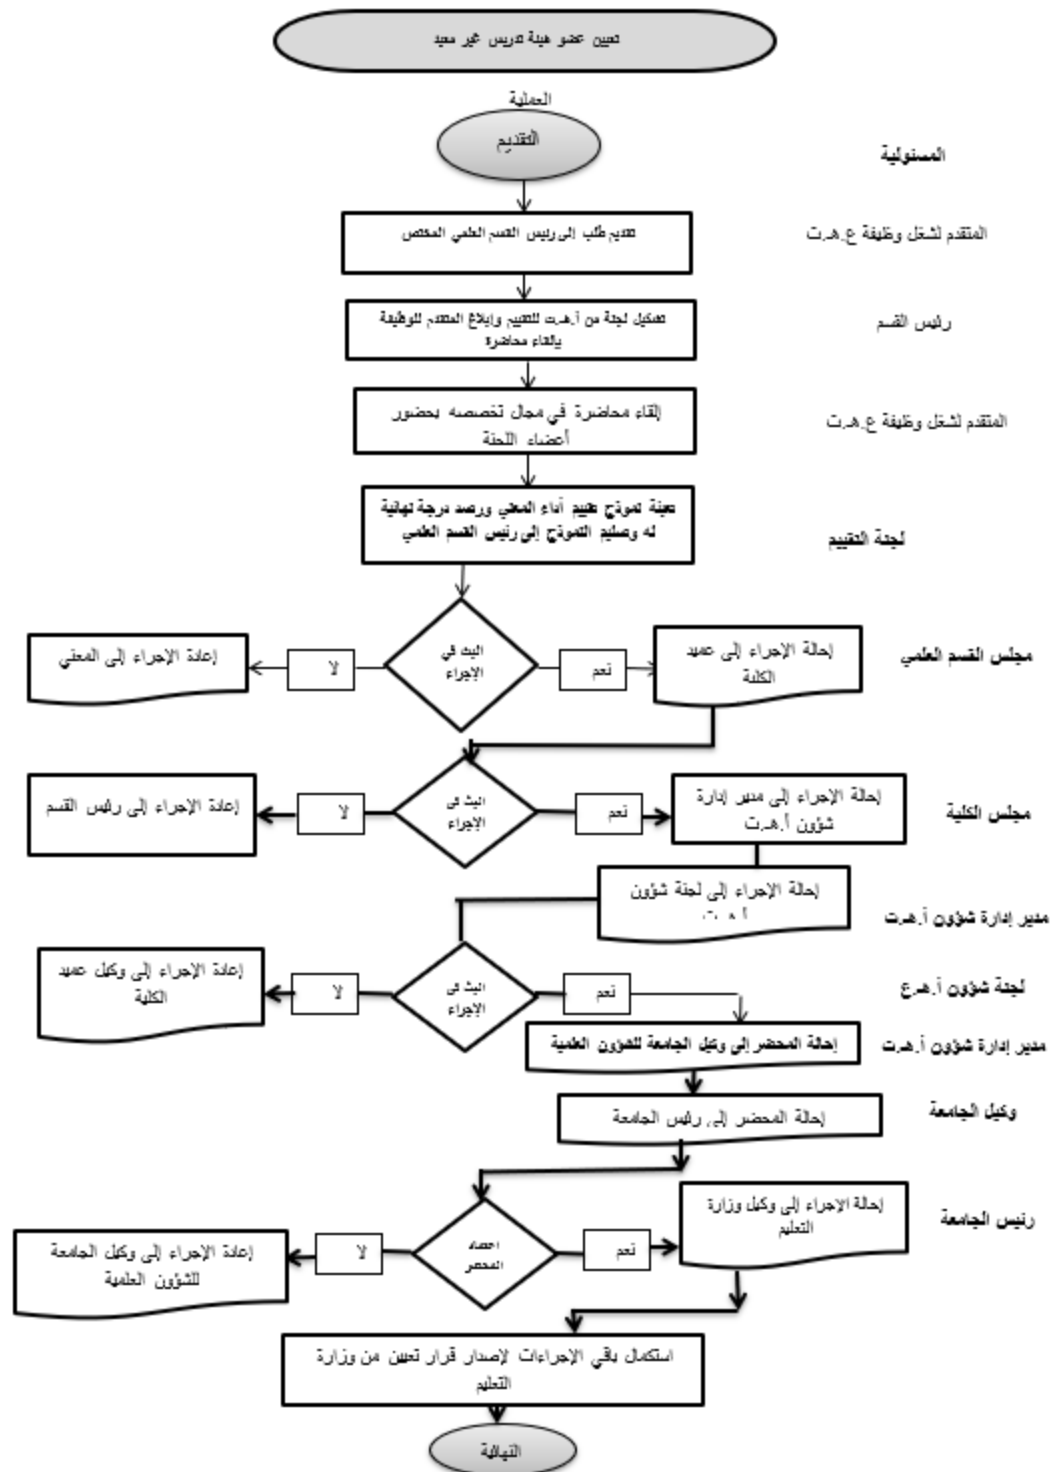 تعيين عضو هيئة تدريس غير معيد
العملية
التقديم
المسئولية
تقديم طلب إلى رئيس القسم العلمي المختص
المتقدم لشغل وظيفة ع.هـ.ت
تشكيل لجنة من أ.هـ.ت للتقييم وإبلاغ المتقدم للوظيفة
بإلقاء محاضرة
رئيس القسم
إلقاء محاضرة في مجال تخصصه بحضور
أعضاء اللجنة
المتقدم لشغل وظيفة ع.هـ.ت
تعبئة نموذج تقييم أداء المعني ورصد درجة نهائية
له وتسليم النموذج إلى رئيس القسم العلمي
لجنة التقييم
مجلس القسم العلمي
إحالة الإجراء إلى عميد
الكلية
نعم
البت في
الإجراء
لا
إعادة الإجراء إلى المعني
مجلس الكلية
إحالة الإجراء إلى مدير إدارة
شؤون أ.هـ.ت
نعم
البت في
الإجراء
لا
إعادة الإجراء إلى رئيس القسم
مدير إدارة شؤون أ.هـ.ت
إحالة الإجراء إلى لجنة شؤون
أ.هـ.ت
لجنة شؤون أ.هـ.ع
نعم
البت في
الإجراء
لا
إعادة الإجراء إلى وكيل عميد
الكلية
مدير إدارة شؤون أ.هـ.ت
إحالة المحضر إلى وكيل الجامعة للشؤون العلمية
وكيل الجامعة
إحالة المحضر إلى رئيس الجامعة
رئيس الجامعة
إحالة الإجراء إلى وكيل وزارة
التعليم
نعم
اعتماد
المحضر
لا
إعادة الإجراء إلى وكيل الجامعة
للشؤون العلمية
استكمال باقي الإجراءات لإصدار قرار تعيين من وزارة
التعليم
النهائية